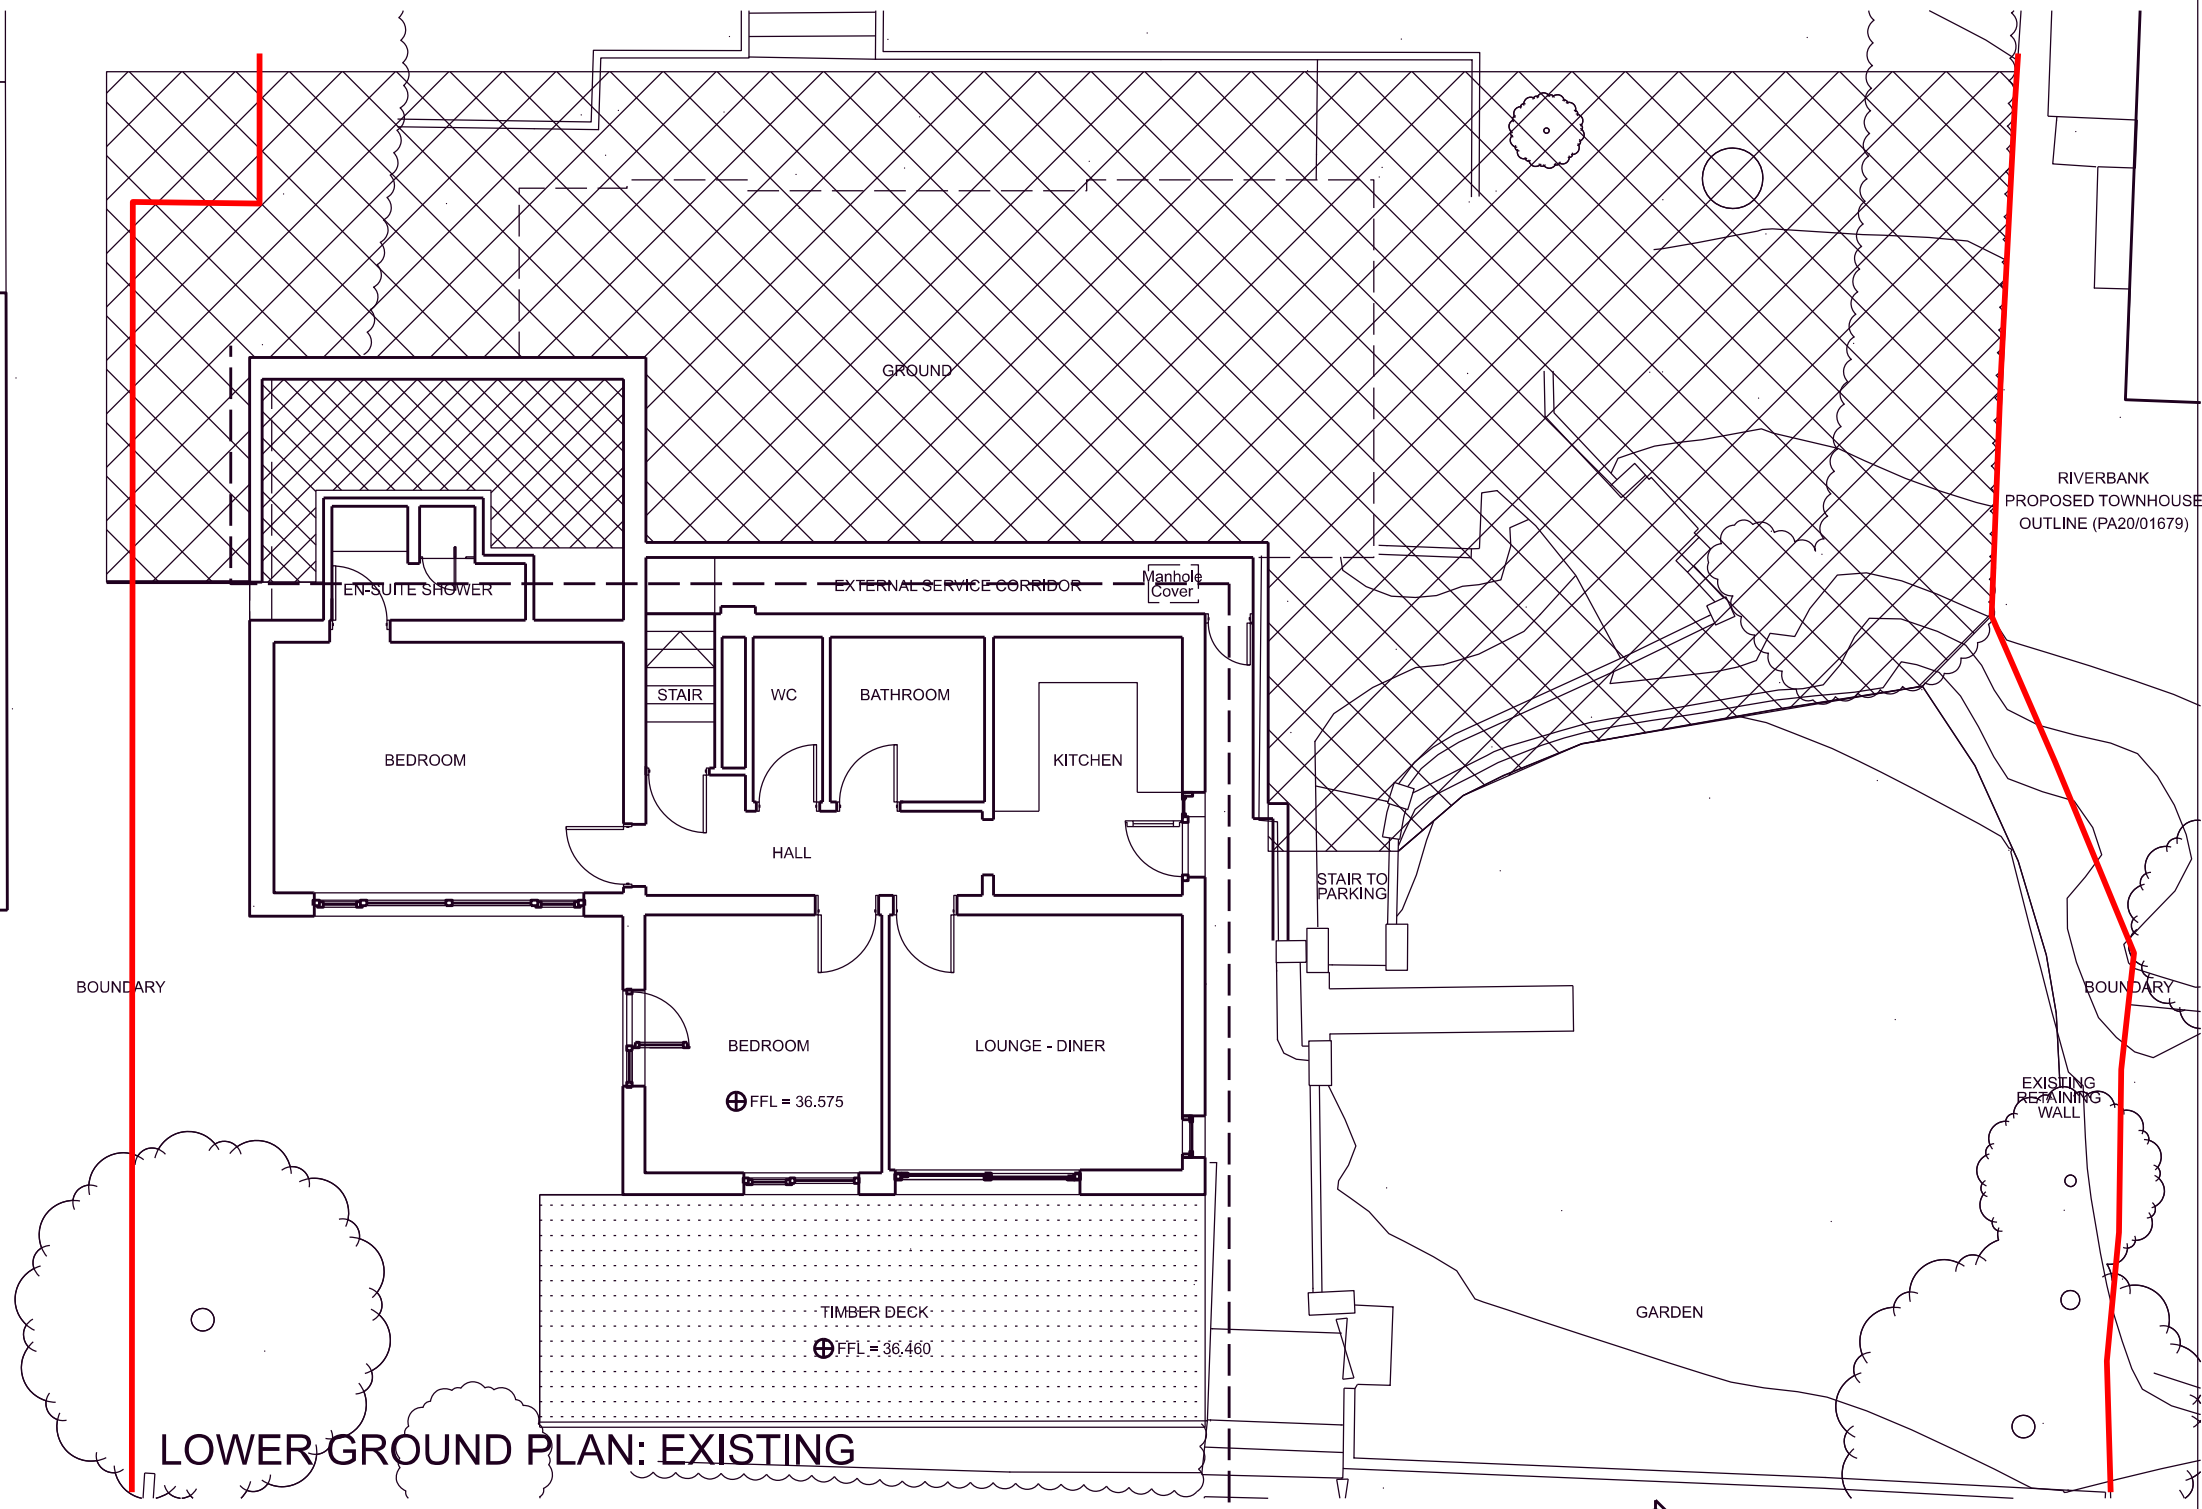 GROUND
RIVERBANK
PROPOSED TOWNHOUSE
OUTLINE (PA20/01679)
EN-SUITE SHOWER
EXTERNAL SERVICE CORRIDOR
Manhole
Cover
STAIR
WC
BATHROOM
BEDROOM
KITCHEN
HALL
STAIR TO
PARKING
BOUNDARY
BOUNDARY
BEDROOM
LOUNGE - DINER
FFL = 36.575
EXISTING
RETAINING
WALL
TIMBER DECK
GARDEN
FFL = 36.460
LOWER GROUND PLAN: EXISTING